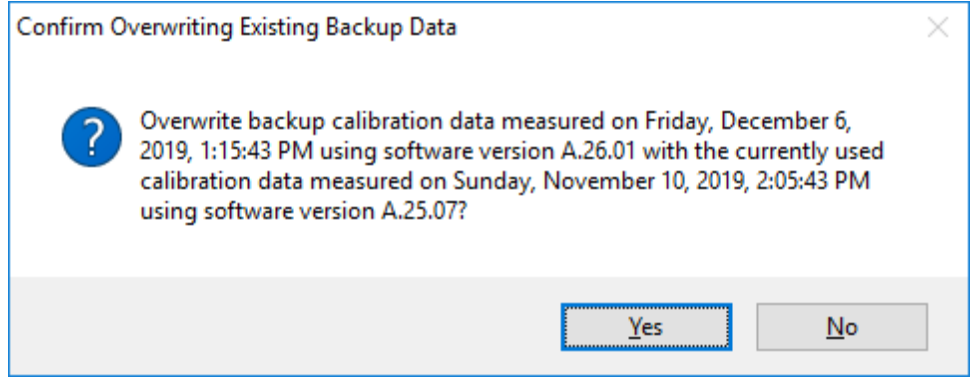 Confirm Overwriting Existing Backup Data
?
Overwrite backup calibration data measured on Friday, December 6,
2019, 1:15:43 PM using software version A.26.01 with the currently used
calibration data measured on Sunday, November 10, 2019, 2:05:43 PM
using software version A.25.07?
Yes
No